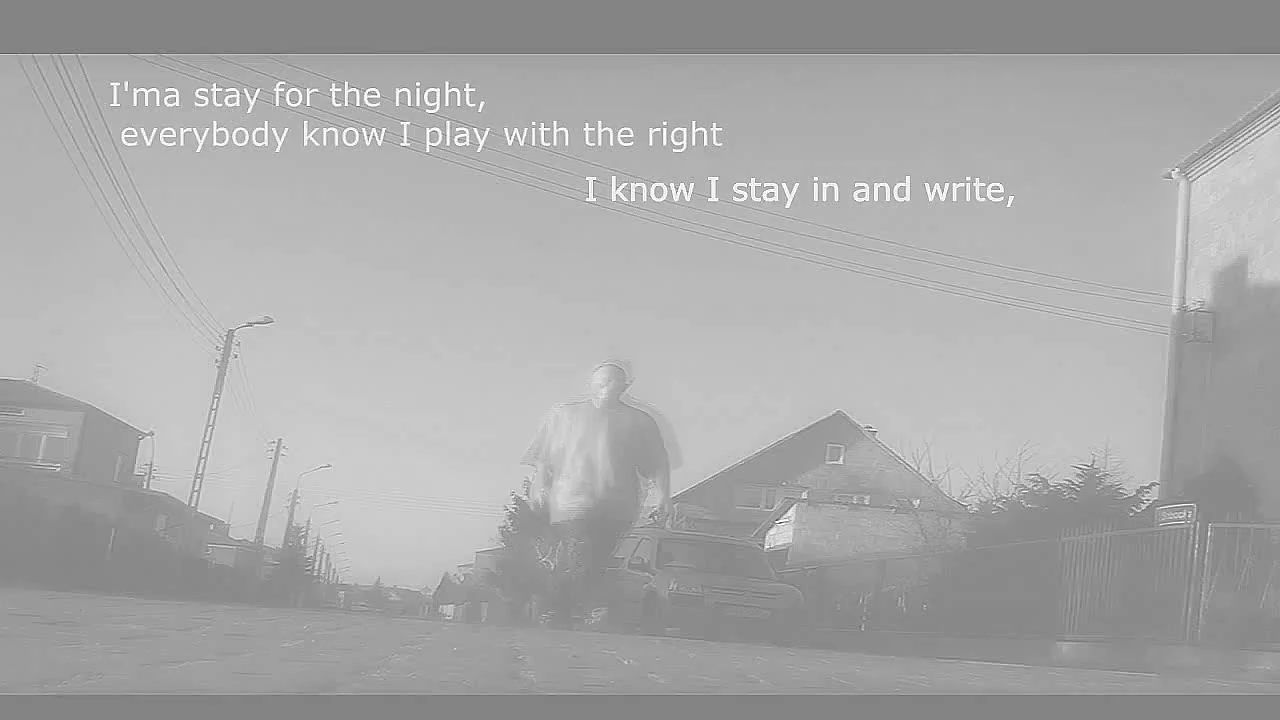 I'ma stay for the night,
everybody know I play with the right
I know I stay in and write,